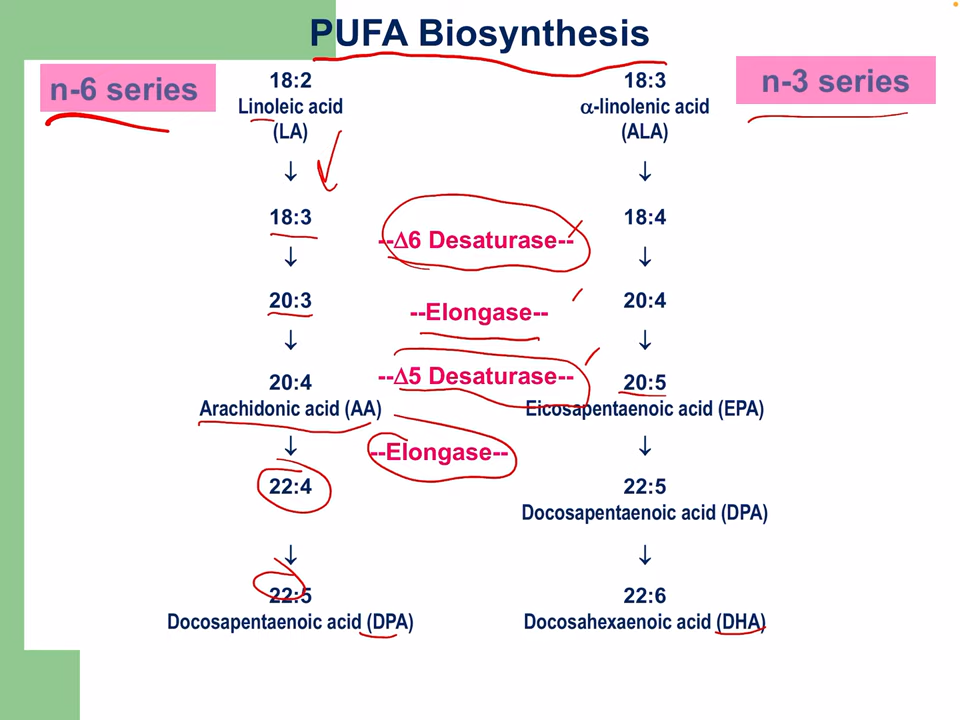 PUFA Biosynthesis
n-6 series
18:2
Linoleic acid
(LA)
18:3
α-linolenic acid
(ALA)
n-3 series
↓
↓
18:3
--Δ6 Desaturase--
18:4
↓
↓
20:3
--Elongase--
20:4
↓
↓
20:4
Arachidonic acid (AA)
--Δ5 Desaturase--
20:5
Eicosapentaenoic acid (EPA)
↓
--Elongase--
↓
22:4
22:5
Docosapentaenoic acid (DPA)
↓
↓
22:5
Docosapentaenoic acid (DPA)
22:6
Docosahexaenoic acid (DHA)